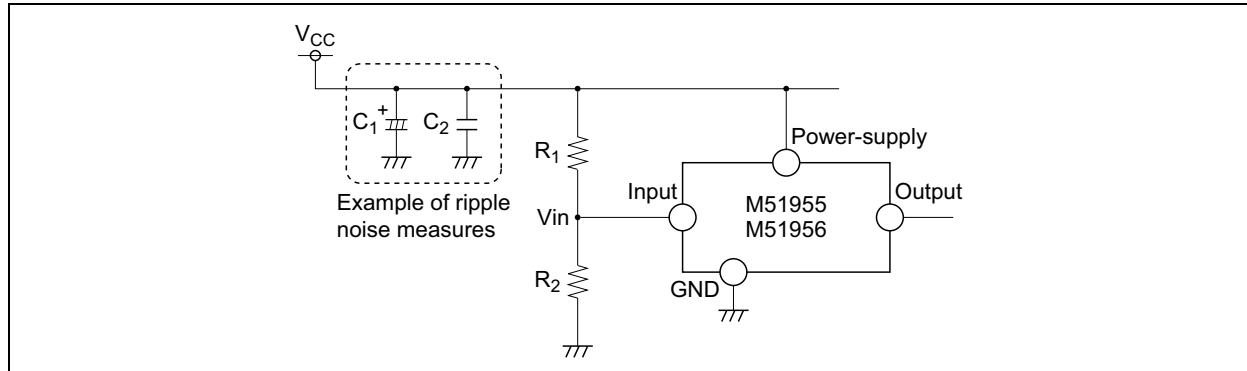 VCC
+
C1
C2
R1
Power-supply
Input
Output
M51955
M51956
Example of ripple
noise measures
Vin
R2
GND